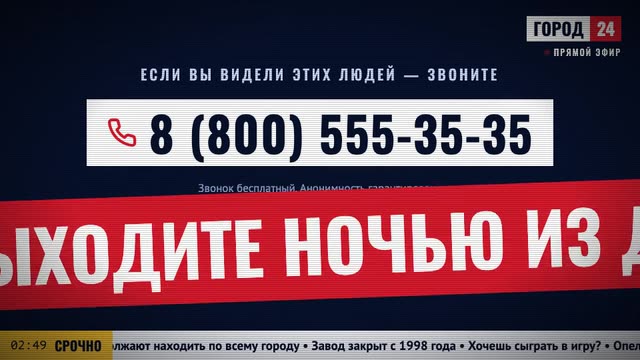 ГОРОД 24
ПРЯМОЙ ЭФИР
ЕСЛИ ВЫ ВИДЕЛИ ЭТИХ ЛЮДЕЙ — ЗВОНИТЕ
8 (800) 555-35-35
Звонок бесплатный. Анонимность
ЫХОДИТЕ НОЧЬЮ ИЗ Д
02:49 СРОЧНО лжают находить по всему городу • Завод закрыт с 1998 года • Хочешь сыграть в игру? • Опе